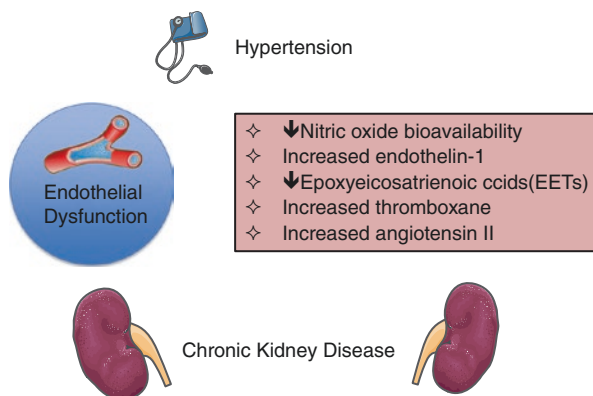 Hypertension
Endothelial
Dysfunction
✧ 🡻Nitric oxide bioavailability
✧ Increased endothelin-1
✧ 🡻Epoxyeicosatrienoic ccids(EETs)
✧ Increased thromboxane
✧ Increased angiotensin II
Chronic Kidney Disease